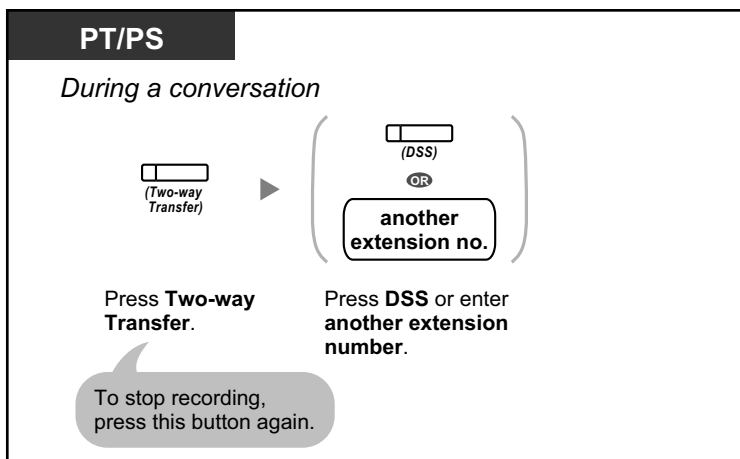 PT/PS
During a conversation
(Two-way
Transfer)
(DSS)
OR
another
extension no.
Press Two-way
Transfer.
Press DSS or enter
another extension
number.
To stop recording,
press this button again.